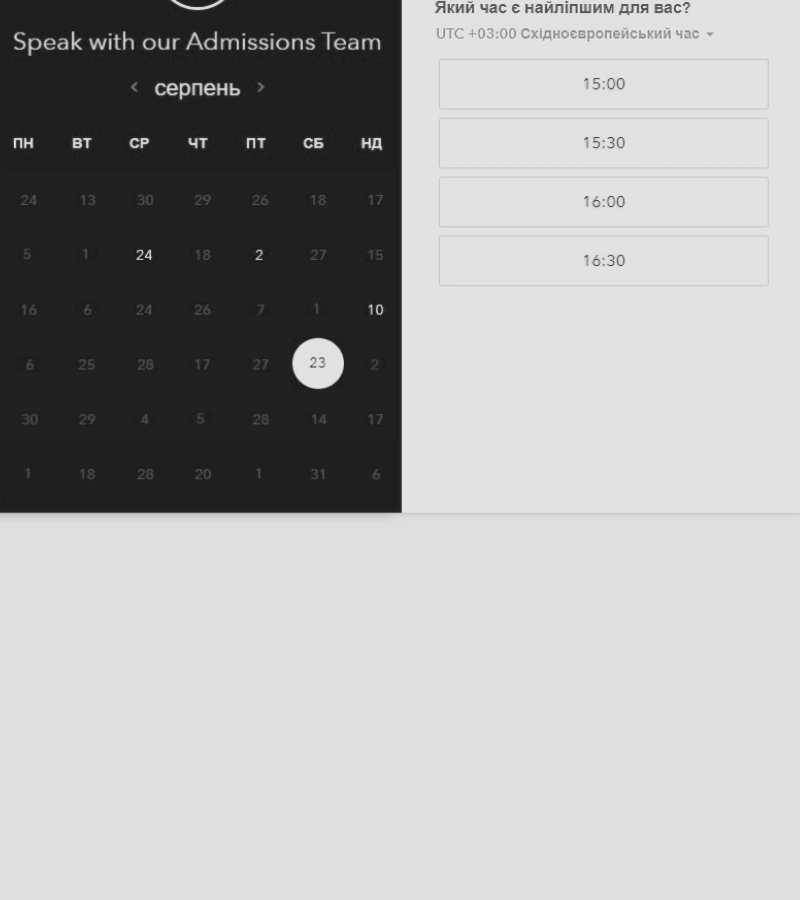 Speak with our Admissions Team
серпень
ПН ВТ СР ЧТ ПТ СБ НД
24 13 30 29 26 18 17
5 1 24 18 2 27 15
16 6 24 26 7 1 10
6 25 28 17 27 23 2
30 29 4 5 28 14 17
1 18 28 20 1 31 6
Який час є найліпшим для вас?
UTC +03:00 Східноєвропейський час
15:00
15:30
16:00
16:30